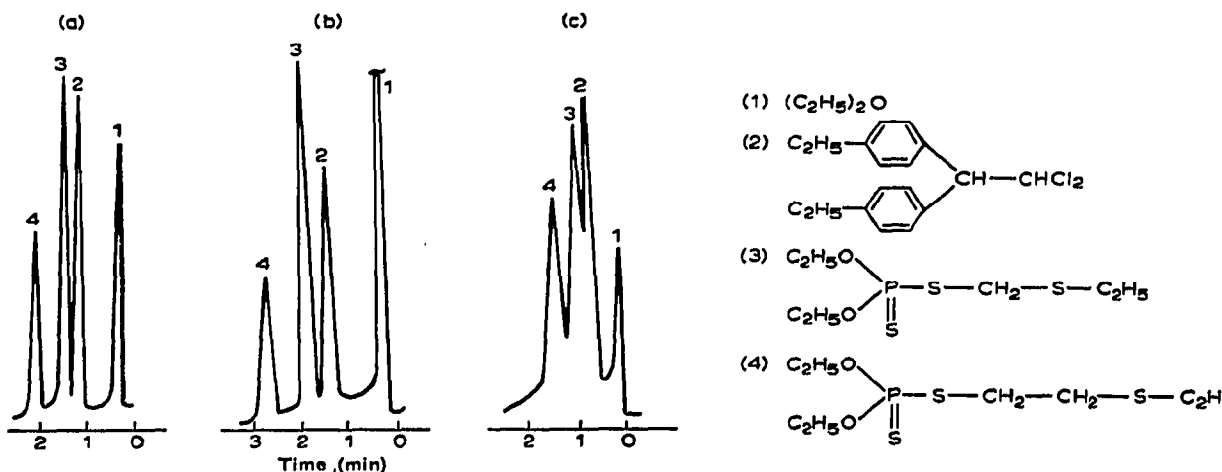 (a)
3
2
1
4
2 1 0
(b)
3
1
2
4
3 2 1 0
Time (min)
(c)
2
3
4
1
2 1 0
(1) (C2H5)2O
(2) C2H5
CH CHCl2
C2H5
(3) C2H5O
P S CH2 S C2H5
C2H5O
S
(4) C2H5O
P S CH2 CH2 S C2H
C2H5O
S